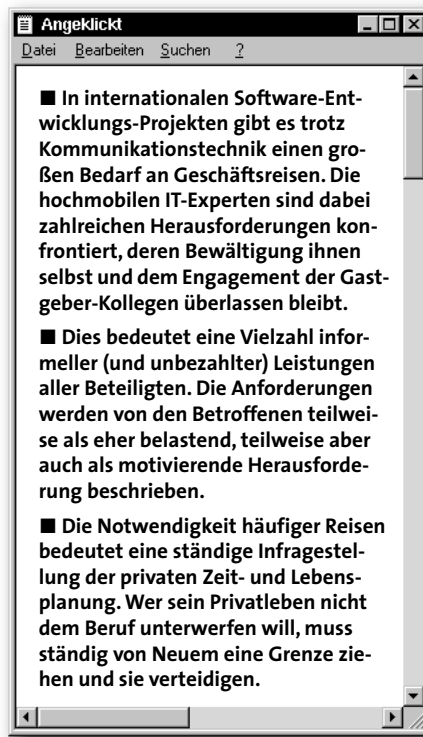 Angeklickt
Datei Bearbeiten Suchen ?
■ In internationalen Software-Ent-
wicklungs-Projekten gibt es trotz
Kommunikationstechnik einen gro-
ßen Bedarf an Geschäftsreisen. Die
hochmobilen IT-Experten sind dabei
zahlreichen Herausforderungen kon-
frontiert, deren Bewältigung ihnen
selbst und dem Engagement der Gast-
geber-Kollegen überlassen bleibt.
■ Dies bedeutet eine Vielzahl infor-
meller (und unbezahlter) Leistungen
aller Beteiligten. Die Anforderungen
werden von den Betroffenen teilwei-
se als eher belastend, teilweise aber
auch als motivierende Herausforde-
rung beschrieben.
■ Die Notwendigkeit häufiger Reisen
bedeutet eine ständige Infragestel-
lung der privaten Zeit- und Lebens-
planung. Wer sein Privatleben nicht
dem Beruf unterwerfen will, muss
ständig von Neuem eine Grenze zie-
hen und sie verteidigen.